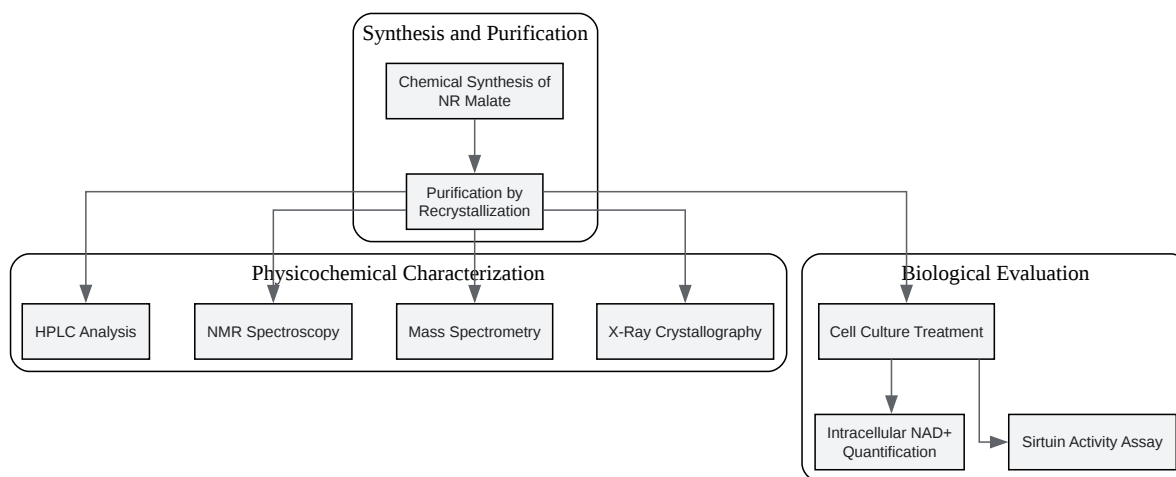 Synthesis and Purification
Chemical Synthesis of
NR Malate
Purification by
Recrystallization
Physicochemical Characterization
HPLC Analysis
NMR Spectroscopy
Mass Spectrometry
X-Ray Crystallography
Biological Evaluation
Cell Culture Treatment
Intracellular NAD+
Quantification
Sirtuin Activity Assay